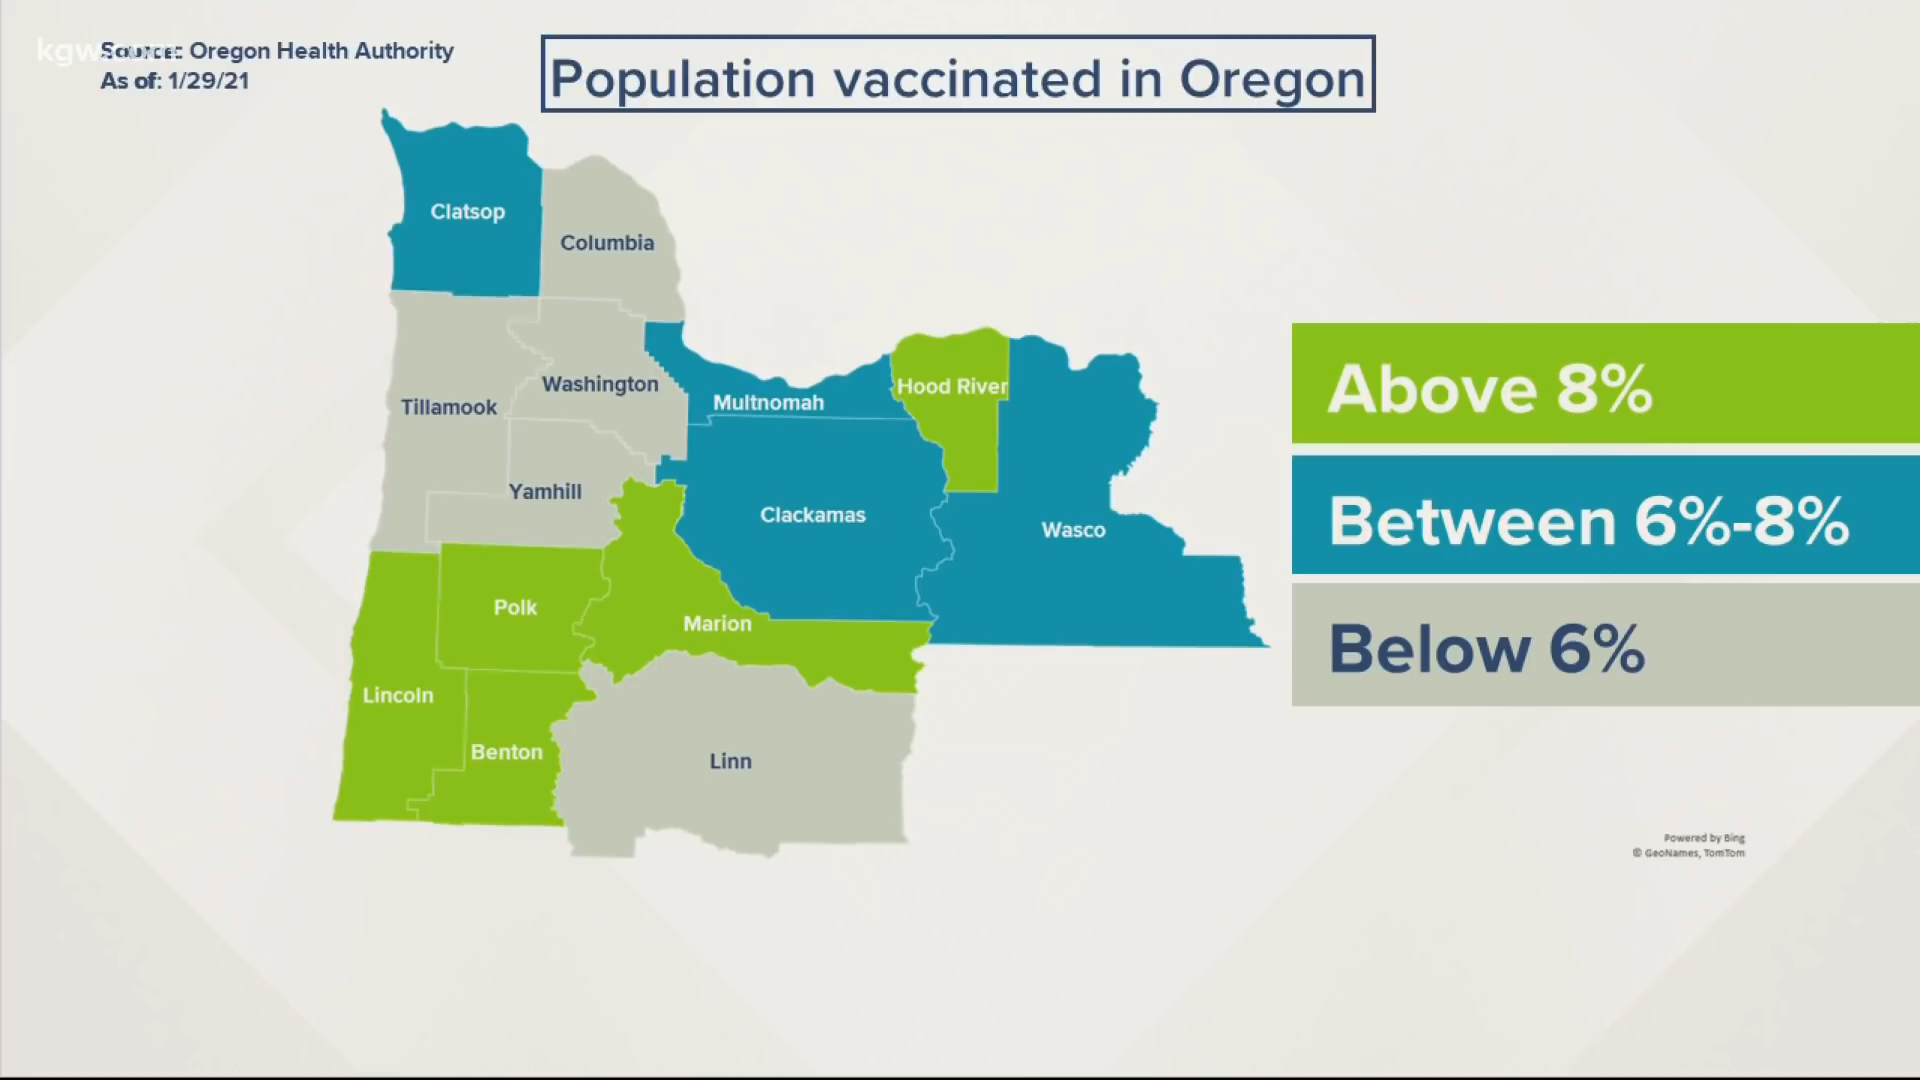 Source: Oregon Health Authority
As of: 1/29/21
Population vaccinated in Oregon
Clatsop
Columbia
Washington
Tillamook
Multnomah
Hood River
Yamhill
Clackamas
Wasco
Polk
Marion
Lincoln
Benton
Linn
Above 8%
Between 6%-8%
Below 6%
Powered by Bing
© GeoNames, TomTom